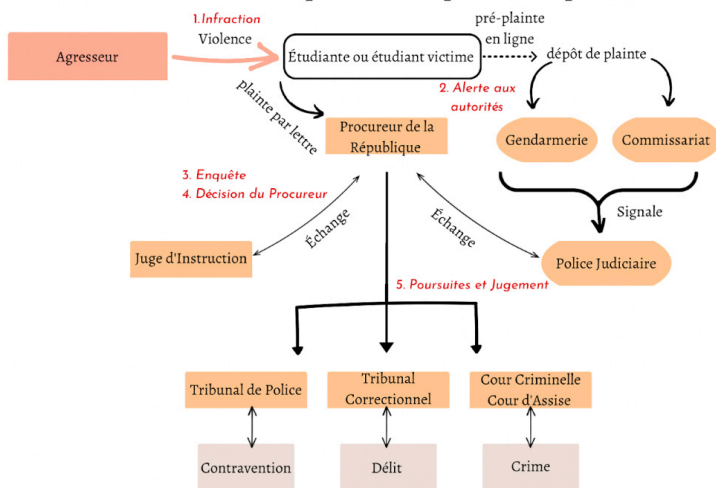 1. Infraction
Violence
Agresseur
Étudiante ou étudiant victime
pré-plainte
en ligne
dépôt de plainte
2. Alerte aux
autorités
plainte par lettre
Procureur de la
République
Gendarmerie
Commissariat
3. Enquête
4. Décision du Procureur
Échange
Échange
Signale
Juge d'Instruction
Police Judiciaire
5. Poursuites et Jugement
Tribunal de Police
Tribunal
Correctionnel
Cour Criminelle
Cour d'Assise
Contravention
Délit
Crime